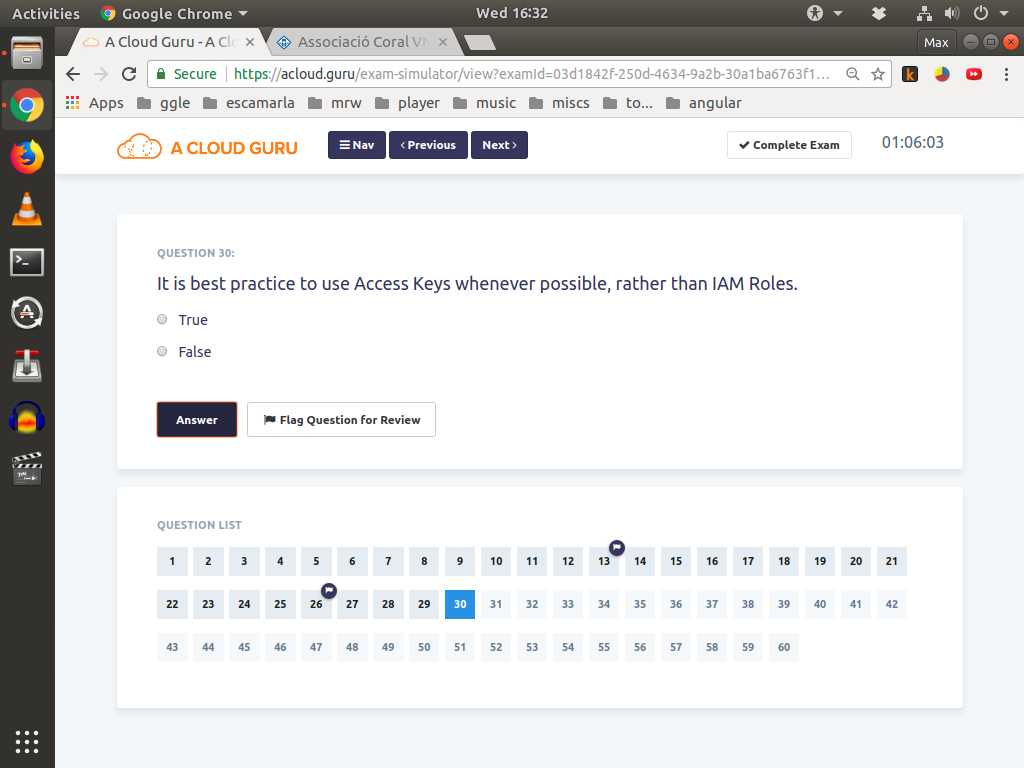 Activities Google Chrome Wed 16:32
A Cloud Guru - A Clo Associació Coral VN Max
Secure https://acloud.guru/exam-simulator/view?examId=03d1842f-250d-4634-9a2b-30a1ba6763f1...
Apps ggle escamarla mrw player music miscs to... angular
A CLOUD GURU Nav Previous Next Complete Exam 01:06:03
QUESTION 30:
It is best practice to use Access Keys whenever possible, rather than IAM Roles.
True
False
Answer Flag Question for Review
QUESTION LIST
1 2 3 4 5 6 7 8 9 10 11 12 13 14 15 16 17 18 19 20 21
22 23 24 25 26 27 28 29 30 31 32 33 34 35 36 37 38 39 40 41 42
43 44 45 46 47 48 49 50 51 52 53 54 55 56 57 58 59 60